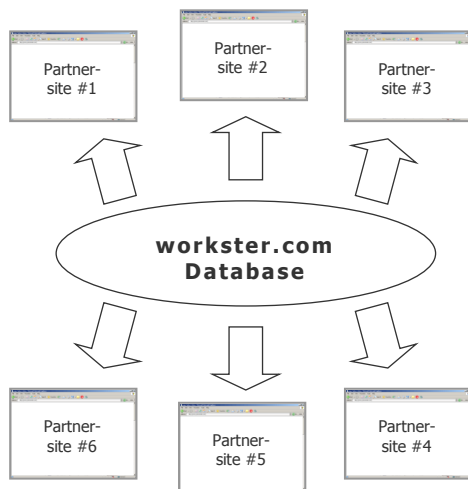 Partner-
site #1
Partner-
site #2
Partner-
site #3
workster.com
Database
Partner-
site #6
Partner-
site #5
Partner-
site #4